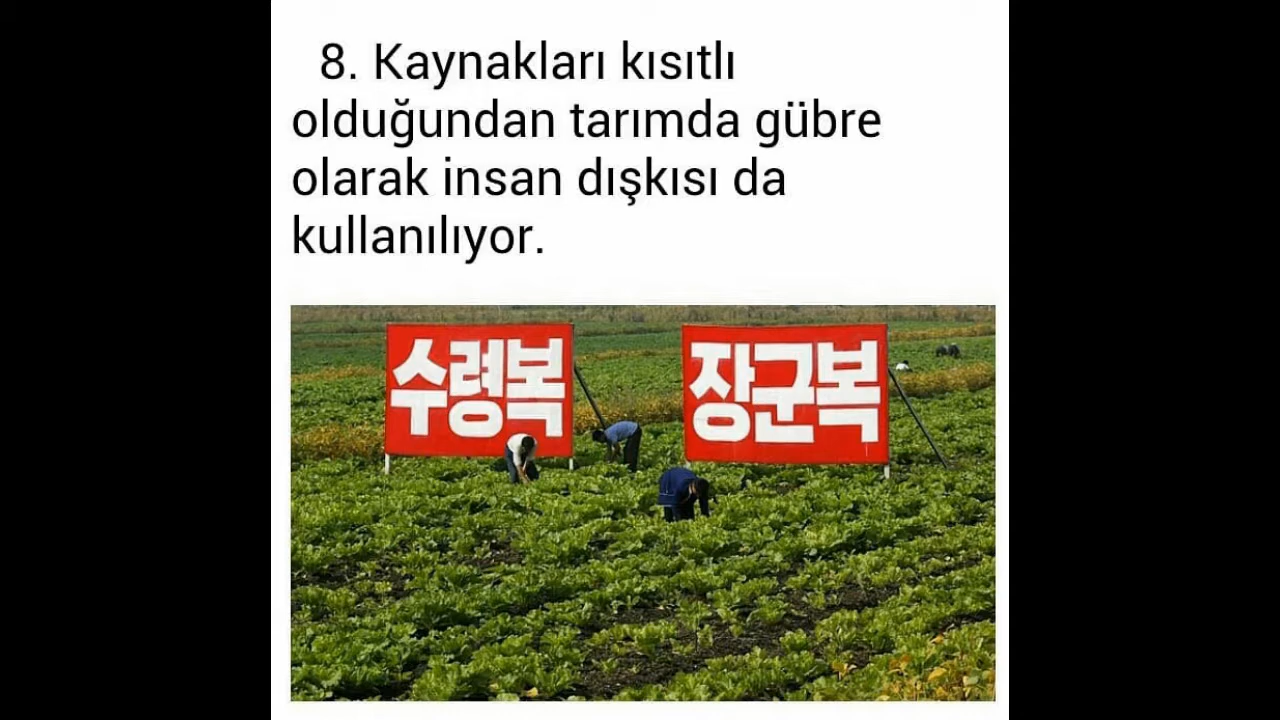 8. Kaynakları kısıtlı
olduğundan tarımda gübre
olarak insan dışkısı da
kullanılıyor.
수령복
장군복